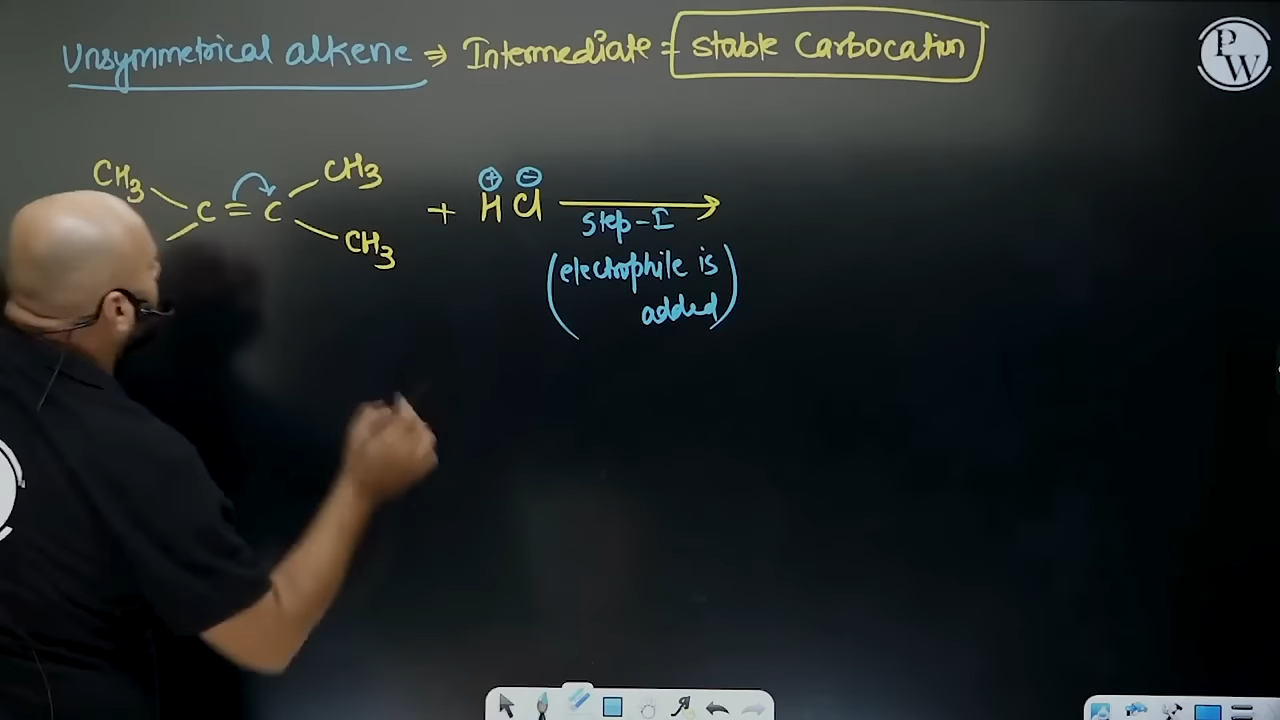 Unsymmetrical alkene ⇒ Intermediate = stable Carbocation
P
W
CH3 CH3
C = C + H⊕ Cl⊖ →
CH3
Step-I
(electrophile is
added)